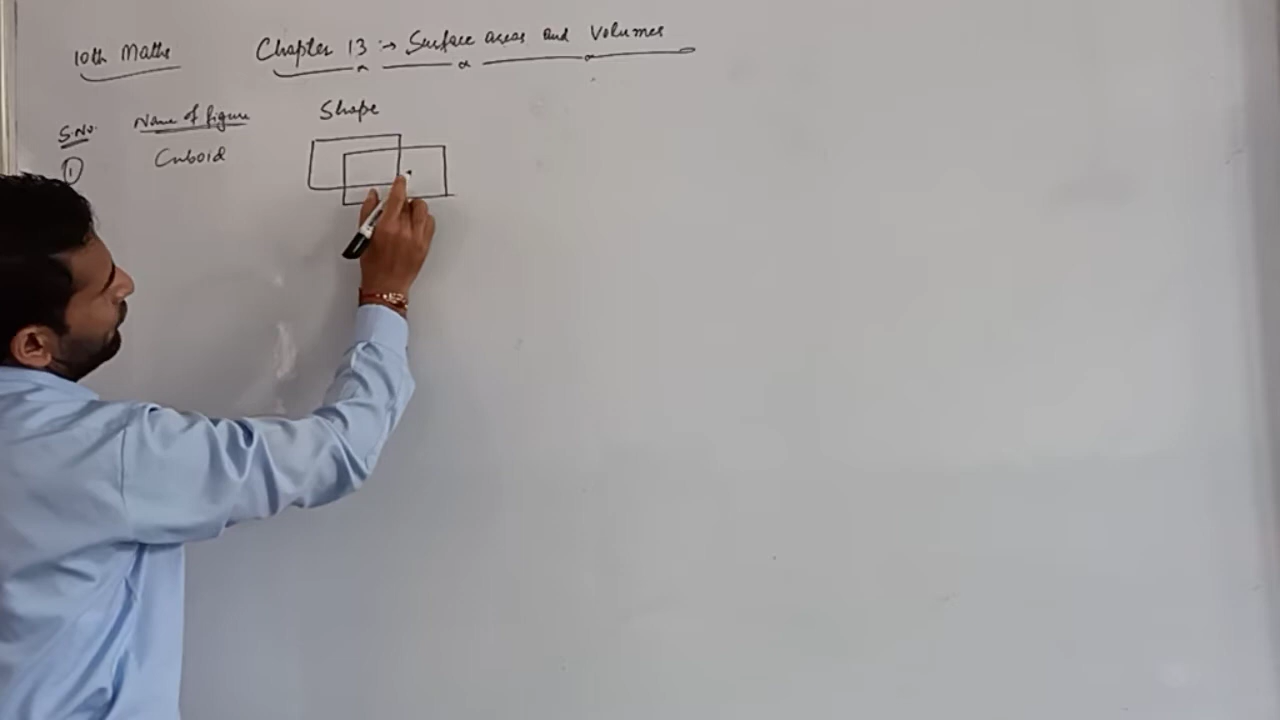 10th Maths Chapter 13 :→ Surface areas and Volumes
S.No. Name of figure Shape
① Cuboid